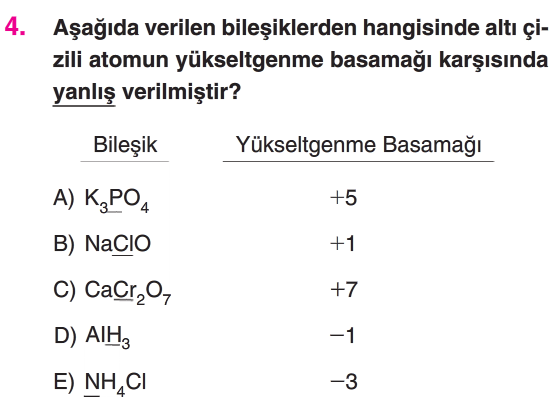 4. Aşağıda verilen bileşiklerden hangisinde altı çi-
zili atomun yükseltgenme basamağı karşısında
yanlış verilmiştir?
Bileşik Yükseltgenme Basamağı
A) K₃PO₄ +5
B) NaClO +1
C) CaCr₂O₇ +7
D) AlH₃ −1
E) NH₄Cl −3